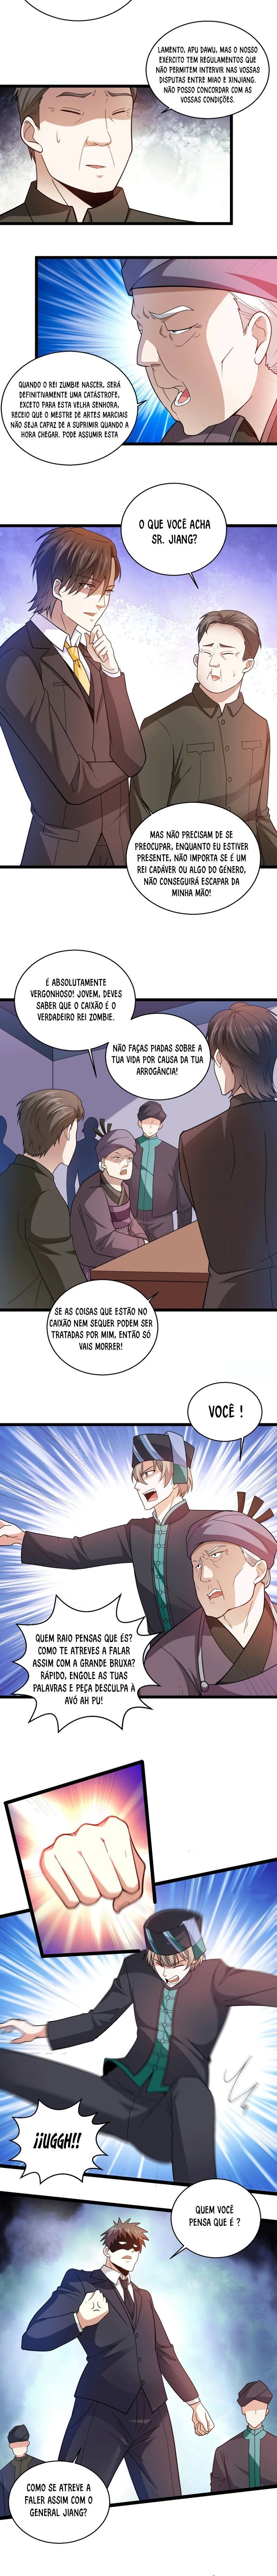 LAMENTO, APU DAWU, MAS O NOSSO
EXÉRCITO TEM REGULAMENTOS QUE
NÃO PERMITEM INTERVIR NAS VOSSAS
DISPUTAS ENTRE MIAO E XINJIANG.
NÃO POSSO CONCORDAR COM AS
VOSSAS CONDIÇÕES.
QUANDO O REI ZUMBIE NASCER, SERÁ
DEFINITIVAMENTE UMA CATÁSTROFE,
EXCETO PARA ESTA VELHA SENHORA,
RECEIO QUE O MESTRE DE ARTES MARCIAIS
NÃO SEJA CAPAZ DE A SUPRIMIR QUANDO A
HORA CHEGAR. PODE ASSUMIR ESTA
O QUE VOCÊ ACHA
SR. JIANG?
MAS NÃO PRECISAM DE SE
PREOCUPAR, ENQUANTO EU ESTIVER
PRESENTE, NÃO IMPORTA SE É UM
REI CADÁVER OU ALGO DO GÉNERO,
NÃO CONSEGUIRÁ ESCAPAR DA
MINHA MÃO!
É ABSOLUTAMENTE
VERGONHOSO! JOVEM, DEVES
SABER QUE O CAIXÃO É O
VERDADEIRO REI ZOMBIE.
NÃO FAÇAS PIADAS SOBRE A
TUA VIDA POR CAUSA DA TUA
ARROGÂNCIA!
SE AS COISAS QUE ESTÃO NO
CAIXÃO NEM SEQUER PODEM SER
TRATADAS POR MIM, ENTÃO SÓ
VAIS MORRER!
VOCÊ !
QUEM RAIO PENSAS QUE ÉS?
COMO TE ATREVES A FALAR
ASSIM COM A GRANDE BRUXA?
RÁPIDO, ENGOLE AS TUAS
PALAVRAS E PEÇA DESCULPA À
AVÓ AH PU!
¡¡UGGH!!
QUEM VOCÊ
PENSA QUE É ?
COMO SE ATREVE A
FALER ASSIM COM O
GENERAL JIANG?